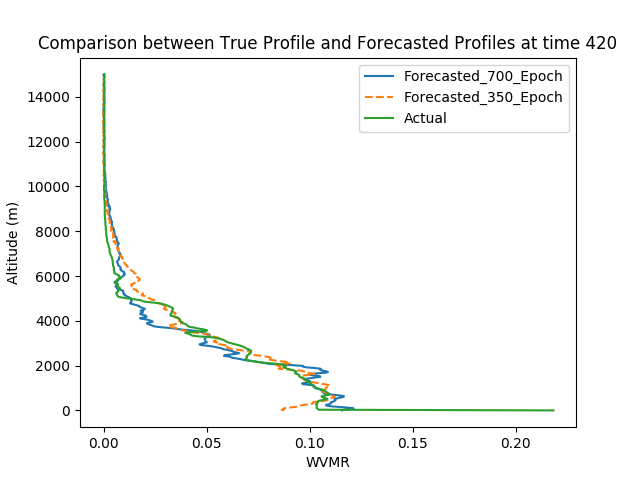 Comparison between True Profile and Forecasted Profiles at time 420
Forecasted_700_Epoch
Forecasted_350_Epoch
Actual
14000
12000
10000
8000
6000
4000
2000
0
Altitude (m)
0.00 0.05 0.10 0.15 0.20
WVMR